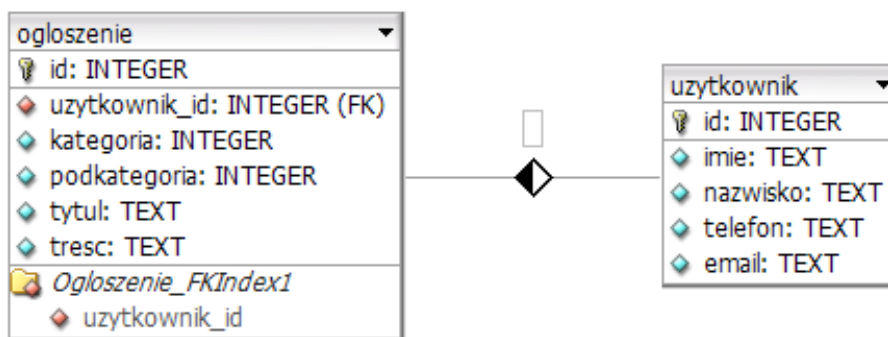 ogloszenie
id: INTEGER
uzytkownik_id: INTEGER (FK)
kategoria: INTEGER
podkategoria: INTEGER
tytul: TEXT
tresc: TEXT
Ogloszenie_FKIndex1
uzytkownik_id
uzytkownik
id: INTEGER
imie: TEXT
nazwisko: TEXT
telefon: TEXT
email: TEXT